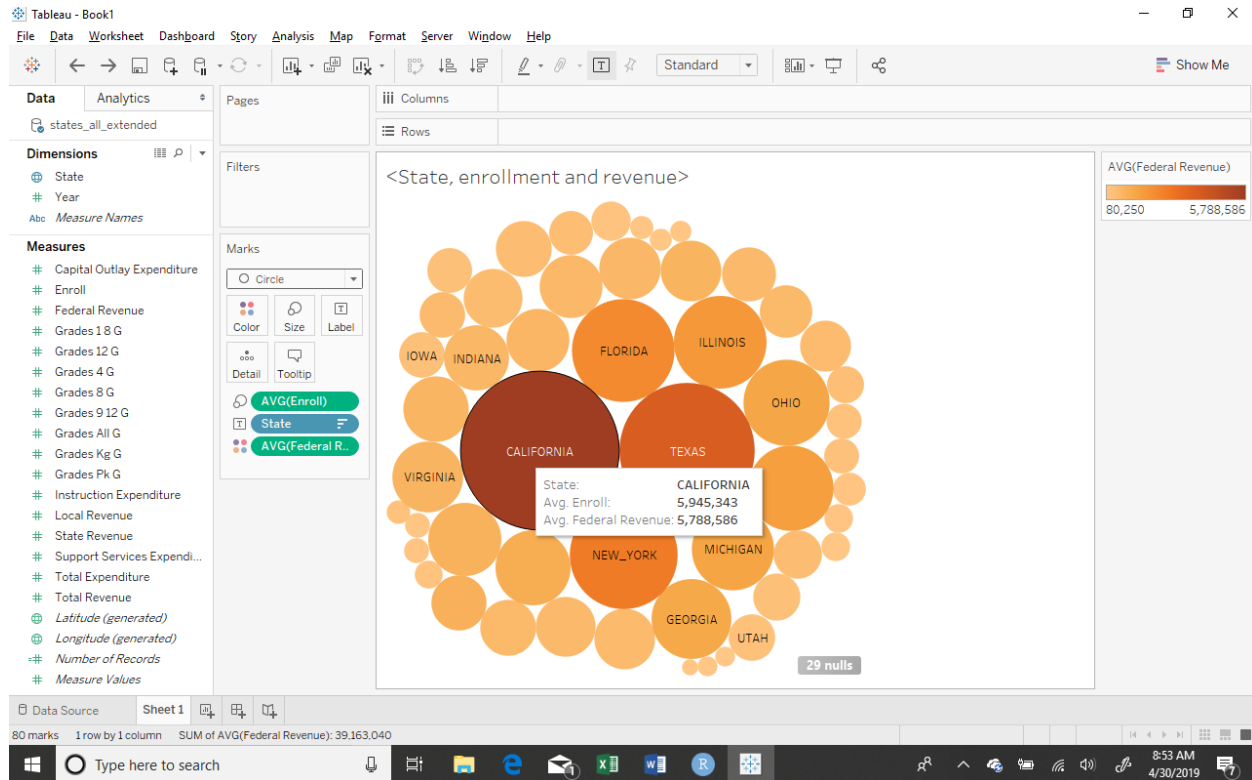 Tableau - Book1
File Data Worksheet Dashboard Story Analysis Map Format Server Window Help
Standard
Show Me
Data Analytics
states_all_extended
Dimensions
State
Year
Abc Measure Names
Measures
Capital Outlay Expenditure
Enroll
Federal Revenue
Grades 1 8 G
Grades 12 G
Grades 4 G
Grades 8 G
Grades 9 12 G
Grades All G
Grades Kg G
Grades Pk G
Instruction Expenditure
Local Revenue
State Revenue
Support Services Expendi...
Total Expenditure
Total Revenue
Latitude (generated)
Longitude (generated)
Number of Records
Measure Values
Pages
Filters
Marks
Circle
Color Size Label
Detail Tooltip
AVG(Enroll)
State
AVG(Federal R..
Columns
Rows
<State, enrollment and revenue>
FLORIDA
ILLINOIS
IOWA
INDIANA
OHIO
CALIFORNIA
TEXAS
VIRGINIA
State: CALIFORNIA
Avg. Enroll: 5,945,343
Avg. Federal Revenue: 5,788,586
NEW_YORK
MICHIGAN
GEORGIA
UTAH
29 nulls
AVG(Federal Revenue)
80,250 5,788,586
Data Source Sheet 1
80 marks 1 row by 1 column SUM of AVG(Federal Revenue): 39,163,040
Type here to search
8:53 AM
4/30/2019